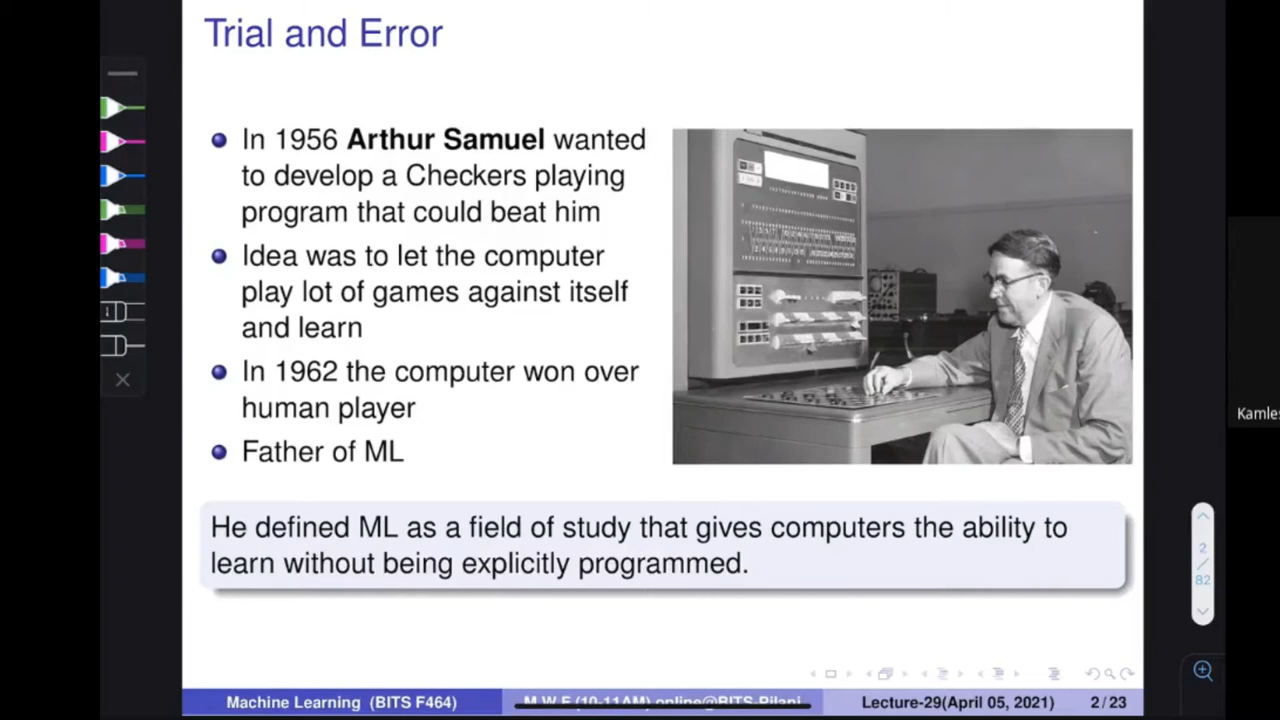 Trial and Error
In 1956 Arthur Samuel wanted
to develop a Checkers playing
program that could beat him
Idea was to let the computer
play lot of games against itself
and learn
In 1962 the computer won over
human player
Father of ML
He defined ML as a field of study that gives computers the ability to
learn without being explicitly programmed.
Kamles
1
2
/
82
Machine Learning (BITS F464)
M W F (10-11AM) online@BITS-Pilani
Lecture-29(April 05, 2021)
2/23